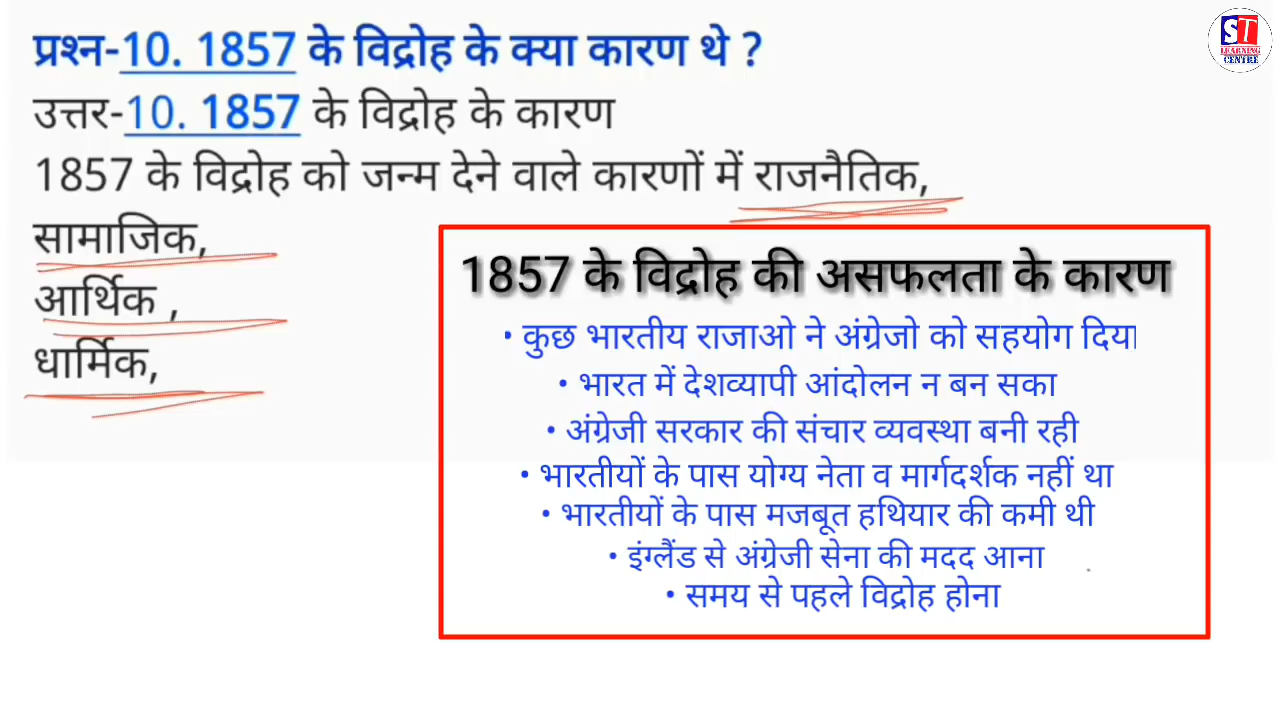 प्रश्न-10. 1857 के विद्रोह के क्या कारण थे ?
उत्तर-10. 1857 के विद्रोह के कारण
1857 के विद्रोह को जन्म देने वाले कारणों में राजनैतिक,
सामाजिक,
आर्थिक ,
धार्मिक,
1857 के विद्रोह की असफलता के कारण
• कुछ भारतीय राजाओ ने अंग्रेजो को सहयोग दिया
• भारत में देशव्यापी आंदोलन न बन सका
• अंग्रेजी सरकार की संचार व्यवस्था बनी रही
• भारतीयों के पास योग्य नेता व मार्गदर्शक नहीं था
• भारतीयों के पास मजबूत हथियार की कमी थी
• इंग्लैंड से अंग्रेजी सेना की मदद आना
• समय से पहले विद्रोह होना
ST
LEARNING
CENTRE